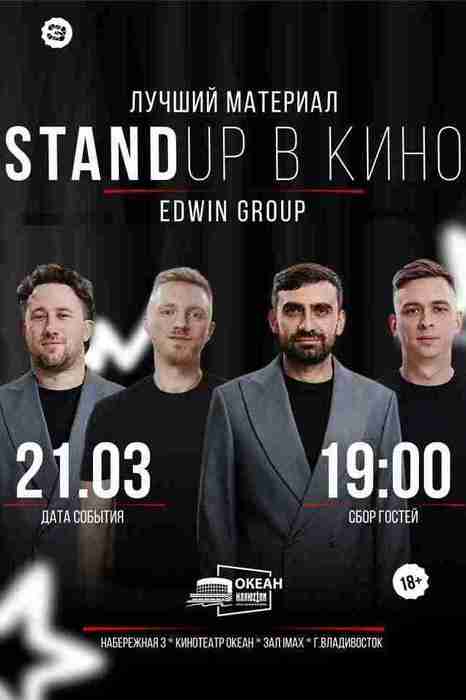 ЛУЧШИЙ МАТЕРИАЛ
STANDUP В КИНО
EDWIN GROUP
21.03
19:00
ДАТА СОБЫТИЯ
СБОР ГОСТЕЙ
18+
ОКЕАН
ИЛЛЮЗИОН
НАБЕРЕЖНАЯ 3 * КИНОТЕАТР ОКЕАН * ЗАЛ IMAX * Г.ВЛАДИВОСТОК